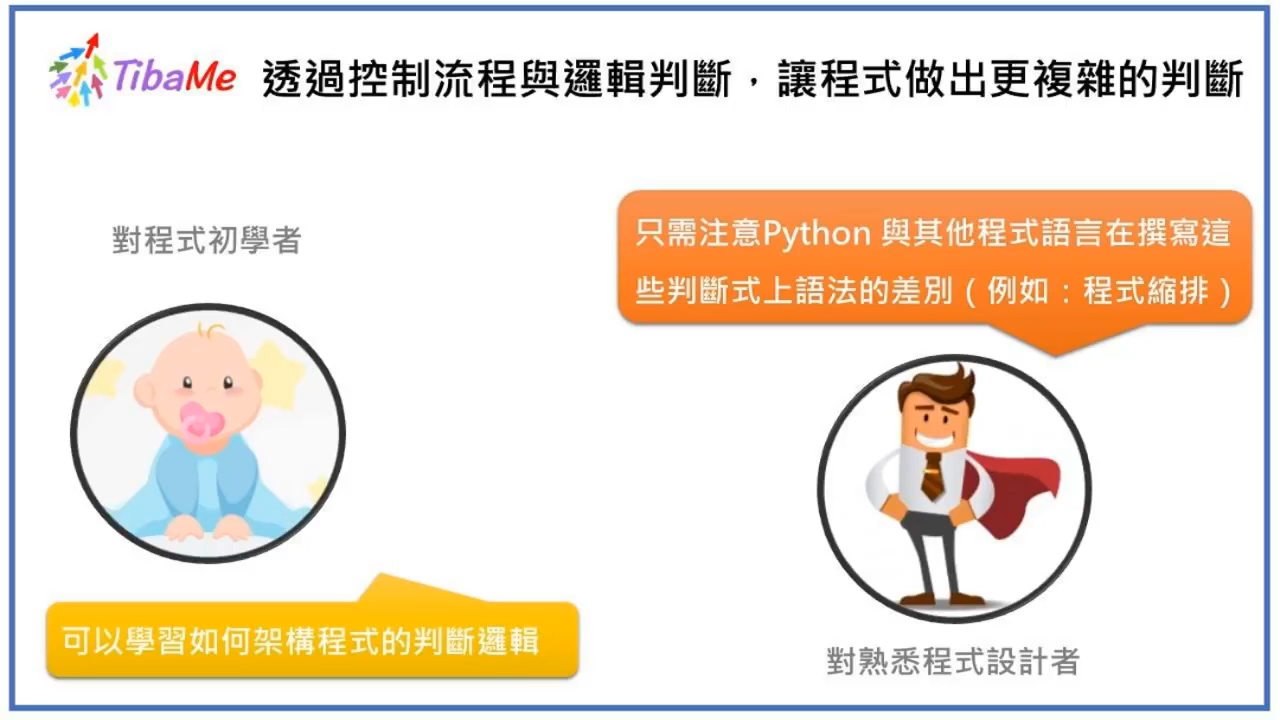 TibaMe 透過控制流程與邏輯判斷，讓程式做出更複雜的判斷
對程式初學者
可以學習如何架構程式的判斷邏輯
只需注意Python 與其他程式語言在撰寫這
些判斷式上語法的差別（例如：程式縮排）
對熟悉程式設計者